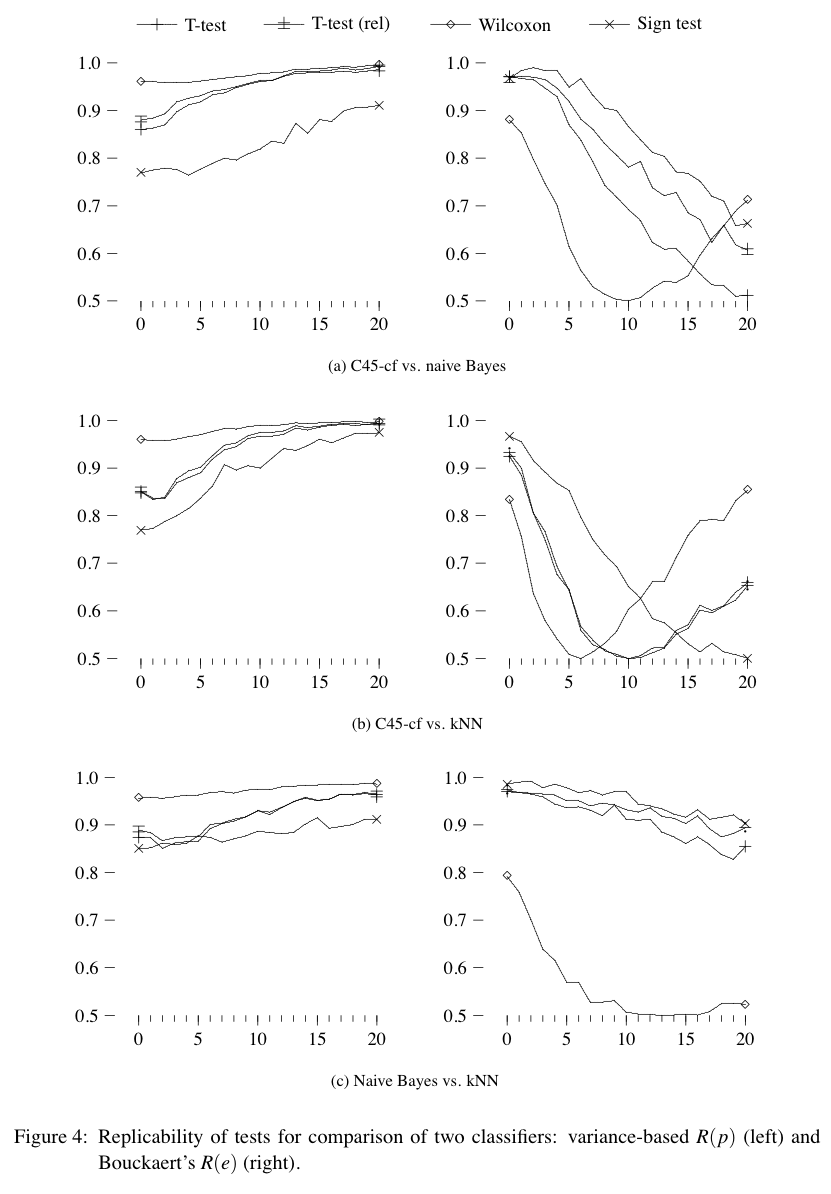 T-test T-test (rel) Wilcoxon Sign test
1.0 1.0
0.9 0.9
0.8 0.8
0.7 0.7
0.6 0.6
0.5 0.5
0 5 10 15 20 0 5 10 15 20
(a) C45-cf vs. naive Bayes
1.0 1.0
0.9 0.9
0.8 0.8
0.7 0.7
0.6 0.6
0.5 0.5
0 5 10 15 20 0 5 10 15 20
(b) C45-cf vs. kNN
1.0 1.0
0.9 0.9
0.8 0.8
0.7 0.7
0.6 0.6
0.5 0.5
0 5 10 15 20 0 5 10 15 20
(c) Naive Bayes vs. kNN
Figure 4: Replicability of tests for comparison of two classifiers: variance-based R(p) (left) and
Bouckaert's R(e) (right).